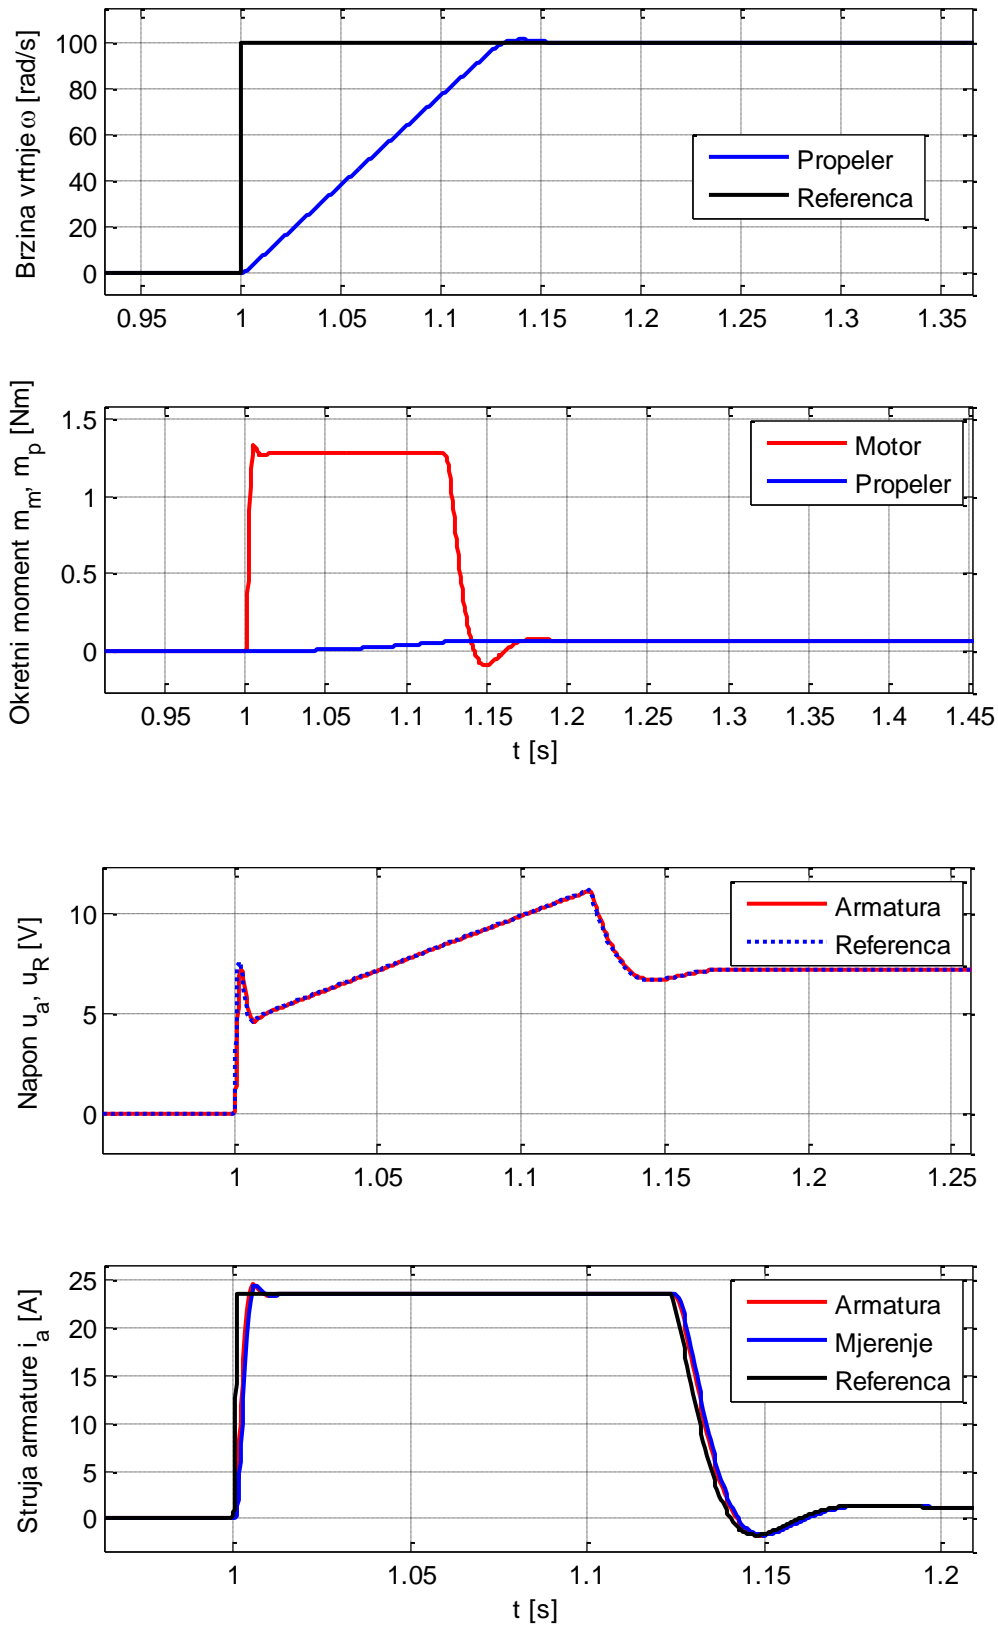 Brzina vrtnje ω [rad/s]
100
80
60
40
20
0
Propeler
Referenca
0.95 1 1.05 1.1 1.15 1.2 1.25 1.3 1.35
Okretni moment m_m, m_p [Nm]
1.5
1
0.5
0
Motor
Propeler
0.95 1 1.05 1.1 1.15 1.2 1.25 1.3 1.35 1.4 1.45
t [s]
Napon u_a, u_R [V]
10
5
0
Armatura
Referenca
1 1.05 1.1 1.15 1.2 1.25
Struja armature i_a [A]
25
20
15
10
5
0
Armatura
Mjerenje
Referenca
1 1.05 1.1 1.15 1.2
t [s]